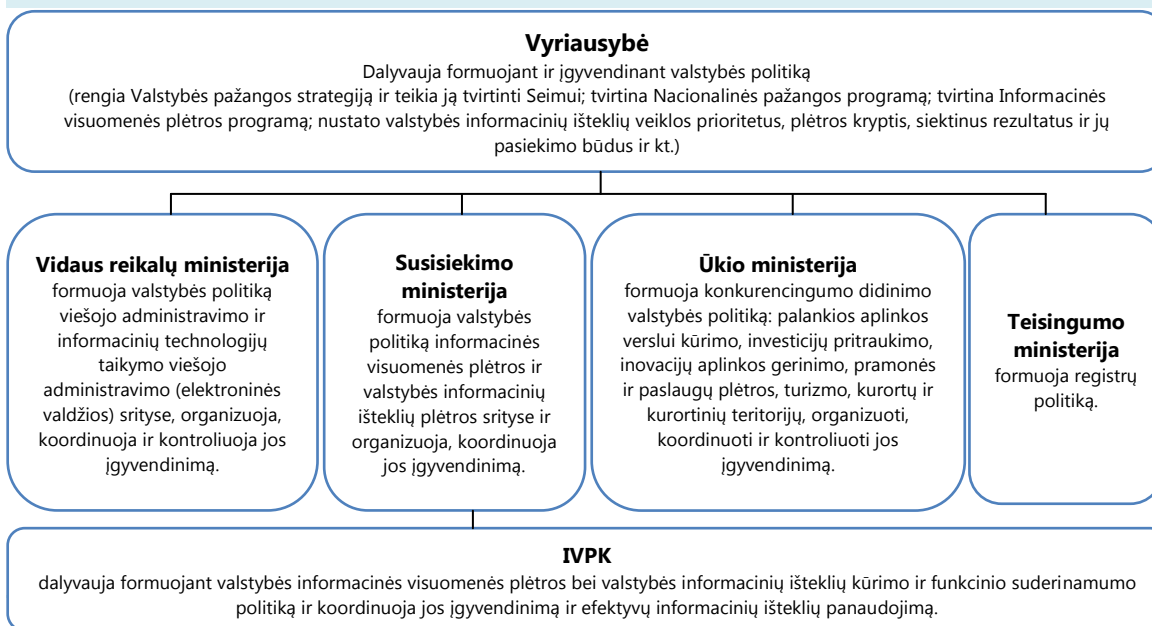 Vyriausybė
Dalyvauja formuojant ir įgyvendinant valstybės politiką
(rengia Valstybės pažangos strategiją ir teikia ją tvirtinti Seimui; tvirtina Nacionalinės pažangos programą; tvirtina Informacinės
visuomenės plėtros programą; nustato valstybės informacinių išteklių veiklos prioritetus, plėtros kryptis, siektinus rezultatus ir jų
pasiekimo būdus ir kt.)
Vidaus reikalų ministerija
formuoja valstybės politiką
viešojo administravimo ir
informacinių technologijų
taikymo viešojo
administravimo (elektroninės
valdžios) srityse, organizuoja,
koordinuoja ir kontroliuoja jos
įgyvendinimą.
Susisiekimo
ministerija
formuoja valstybės
politiką informacinės
visuomenės plėtros ir
valstybės informacinių
išteklių plėtros srityse ir
organizuoja, koordinuoja
jos įgyvendinimą.
Ūkio ministerija
formuoja konkurencingumo didinimo
valstybės politiką: palankios aplinkos
verslui kūrimo, investicijų pritraukimo,
inovacijų aplinkos gerinimo, pramonės
ir paslaugų plėtros, turizmo, kurortų ir
kurortinių teritorijų, organizuoti,
koordinuoti ir kontroliuoti jos
įgyvendinimą.
Teisingumo
ministerija
formuoja registrų
politiką.
IVPK
dalyvauja formuojant valstybės informacinės visuomenės plėtros bei valstybės informacinių išteklių kūrimo ir funkcinio suderinamumo
politiką ir koordinuoja jos įgyvendinimą ir efektyvų informacinių išteklių panaudojimą.